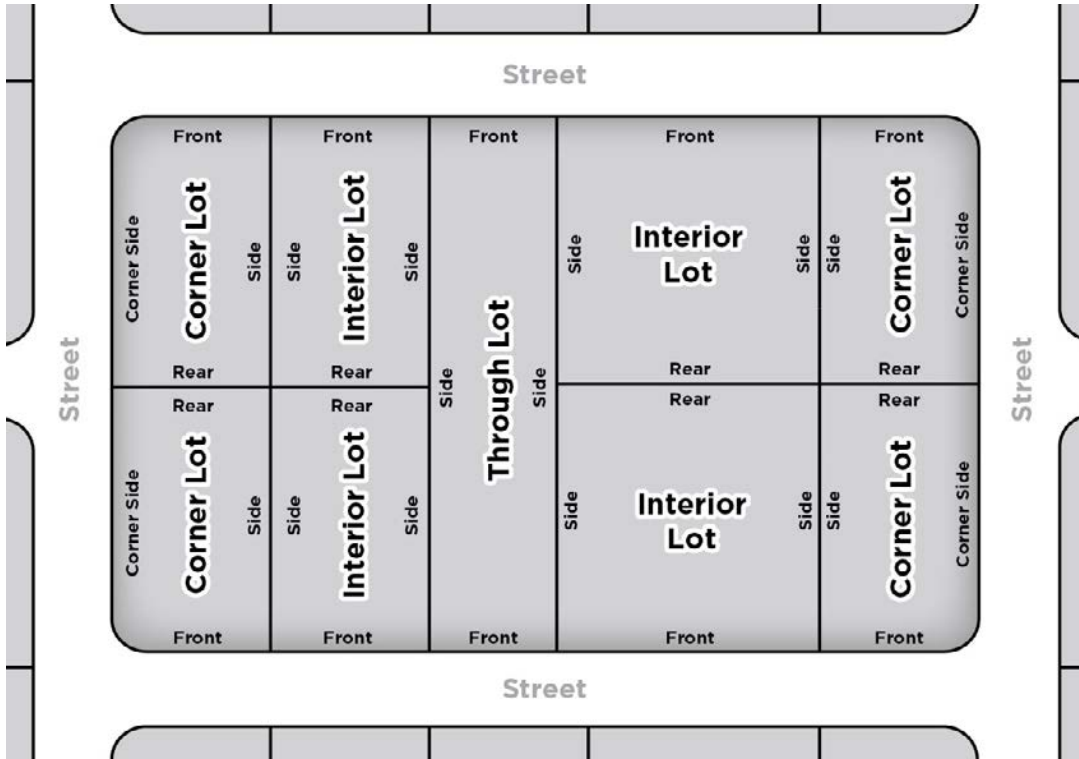 Street
Front
Front
Front
Front
Front
Corner Side
Corner Lot
Side
Side
Interior Lot
Side
Side
Interior
Lot
Side
Side
Corner Lot
Corner Side
Rear
Rear
Rear
Rear
Street
Side
Through Lot
Side
Street
Rear
Rear
Rear
Rear
Corner Side
Corner Lot
Side
Side
Interior Lot
Side
Side
Interior
Lot
Side
Side
Corner Lot
Corner Side
Front
Front
Front
Front
Front
Street